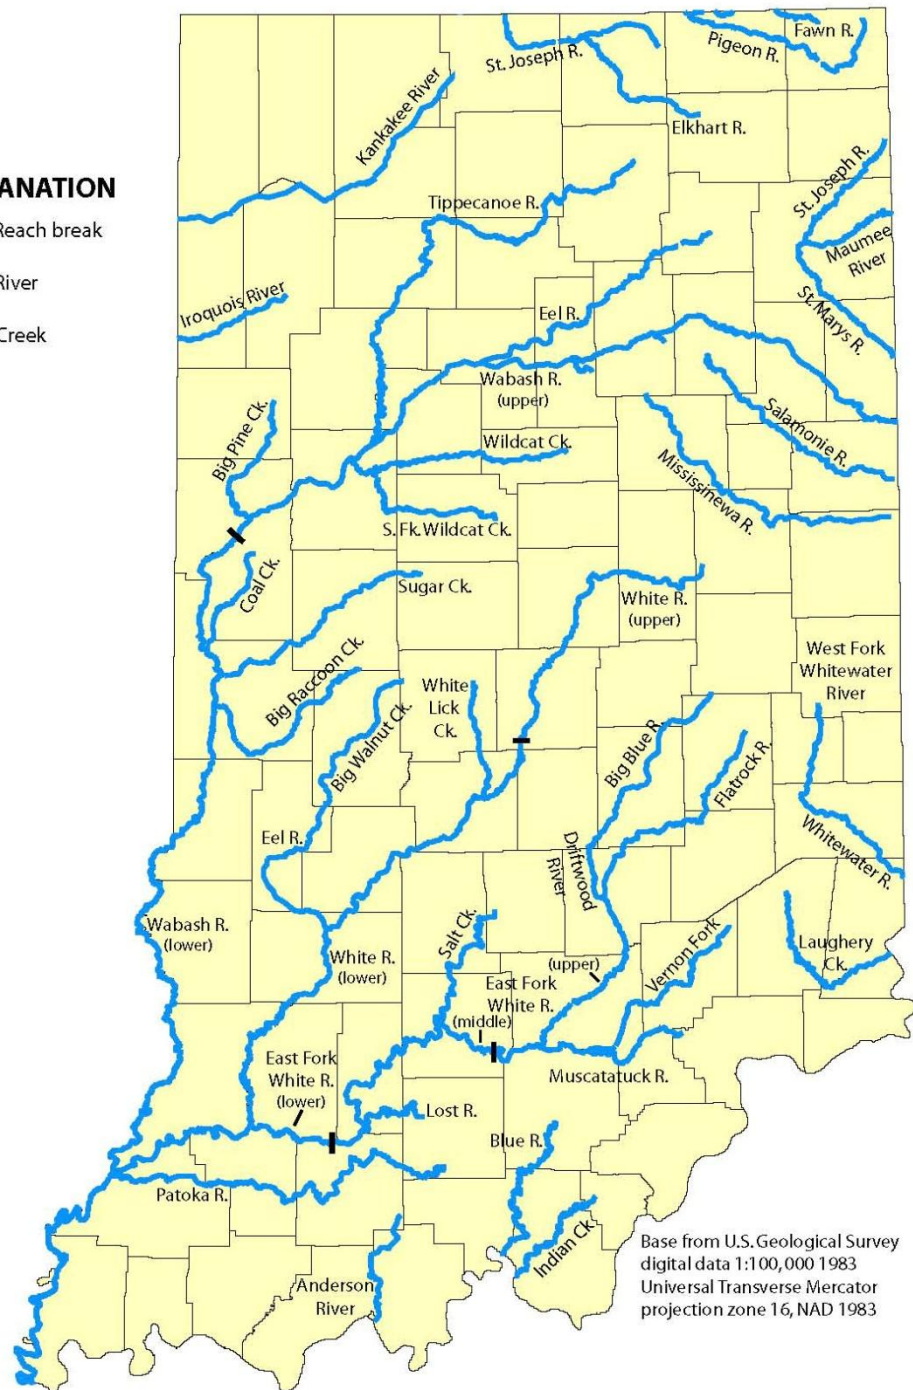 Fawn R.
Pigeon R.
St. Joseph R.
Kankakee River
Elkhart R.
ANATION
Reach break
River
Creek
Tippecanoe R.
St. Joseph R.
Maumee
River
St. Marys R.
Iroquois River
Eel R.
Wabash R.
(upper)
Big Pine Ck.
Wildcat Ck.
Salamonie R.
Mississinewa R.
S. Fk. Wildcat Ck.
Coal Ck.
Sugar Ck.
White R.
(upper)
West Fork
Whitewater
River
Big Raccoon Ck.
White
Lick
Ck.
Big Walnut Ck.
Big Blue R.
Flatrock R.
Whitewater R.
Eel R.
Driftwood
River
Wabash R.
(lower)
White R.
(lower)
Salt Ck.
(upper)
Vernon Fork
Laughery
Ck.
East Fork
White R.
(middle)
East Fork
White R.
(lower)
Muscatatuck R.
Lost R.
Blue R.
Patoka R.
Indian Ck.
Anderson
River
Base from U.S. Geological Survey
digital data 1:100,000 1983
Universal Transverse Mercator
projection zone 16, NAD 1983